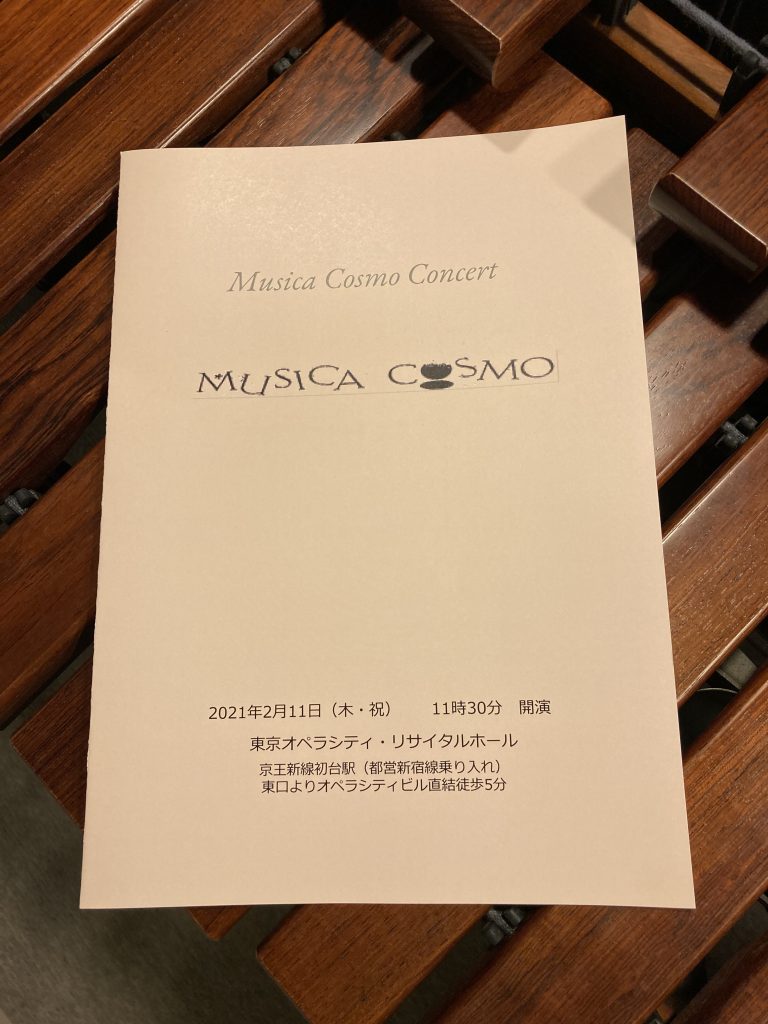 Musica Cosmo Concert
MUSICA COSMO
2021年2月11日（木・祝）　11時30分　開演
東京オペラシティ・リサイタルホール
京王新線初台駅（都営新宿線乗り入れ）
東口よりオペラシティビル直結徒歩5分